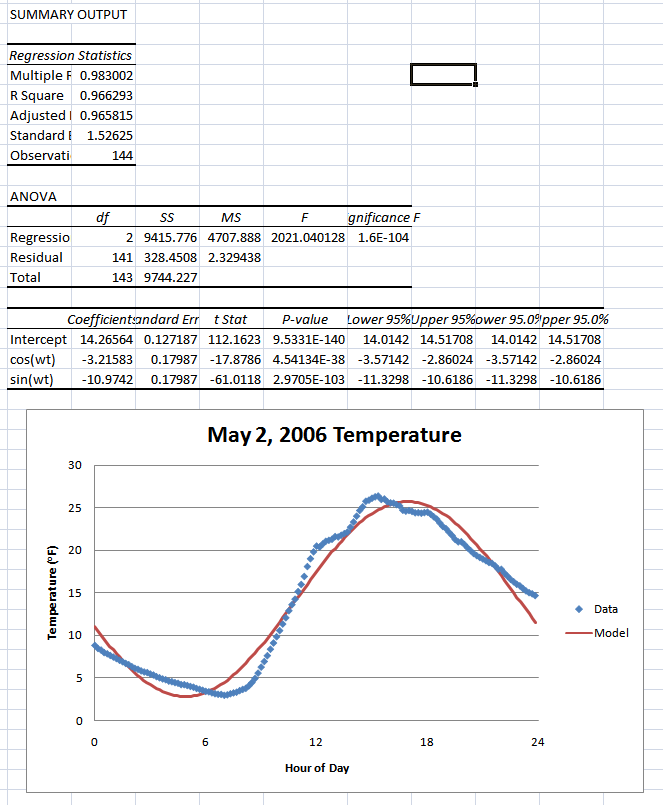 SUMMARY OUTPUT
Regression Statistics
Multiple R 0.983002
R Square 0.966293
Adjusted 0.965815
Standard E 1.52625
Observati 144
ANOVA
df SS MS F gnificance F
Regressio 2 9415.776 4707.888 2021.040128 1.6E-104
Residual 141 328.4508 2.329438
Total 143 9744.227
Coefficients andard Err t Stat P-value Lower 95% Upper 95% ower 95.0% pper 95.0%
Intercept 14.26564 0.127187 112.1623 9.5331E-140 14.0142 14.51708 14.0142 14.51708
cos(wt) -3.21583 0.17987 -17.8786 4.54134E-38 -3.57142 -2.86024 -3.57142 -2.86024
sin(wt) -10.9742 0.17987 -61.0118 2.9705E-103 -11.3298 -10.6186 -11.3298 -10.6186
May 2, 2006 Temperature
30
25
20
15
10
5
0
Temperature (ºF)
0 6 12 18 24
Hour of Day
Data
Model